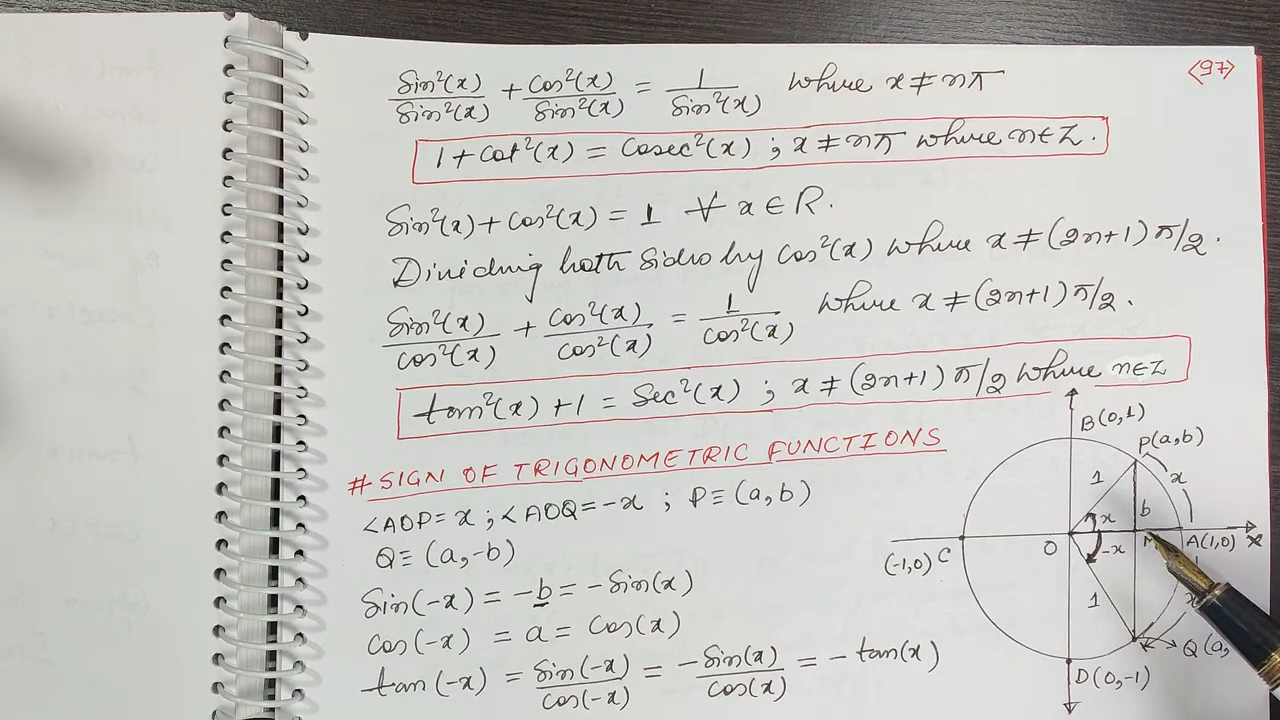 <97>
Sin²(x)/Sin²(x) + Cos²(x)/Sin²(x) = 1/Sin²(x) where x ≠ nπ
1 + Cot²(x) = Cosec²(x) ; x ≠ nπ where n∈Z.
Sin²(x) + Cos²(x) = 1 ∀ x ∈ R.
Dividing both sides by Cos²(x) where x ≠ (2n+1) π/2.
Sin²(x)/Cos²(x) + Cos²(x)/Cos²(x) = 1/Cos²(x) where x ≠ (2n+1) π/2.
tan²(x) + 1 = Sec²(x) ; x ≠ (2n+1) π/2 where n∈Z
# SIGN OF TRIGONOMETRIC FUNCTIONS
∠AOP = x ; ∠AOQ = -x ; P ≡ (a, b)
Q ≡ (a, -b)
Sin(-x) = -b = -Sin(x)
Cos(-x) = a = Cos(x)
tan(-x) = Sin(-x)/Cos(-x) = -Sin(x)/Cos(x) = -tan(x)
B(0,1)
P(a,b)
1
x
b
x
O
-x
M
A(1,0)
X
(-1,0) C
1
x
Q(a,
D(0,-1)